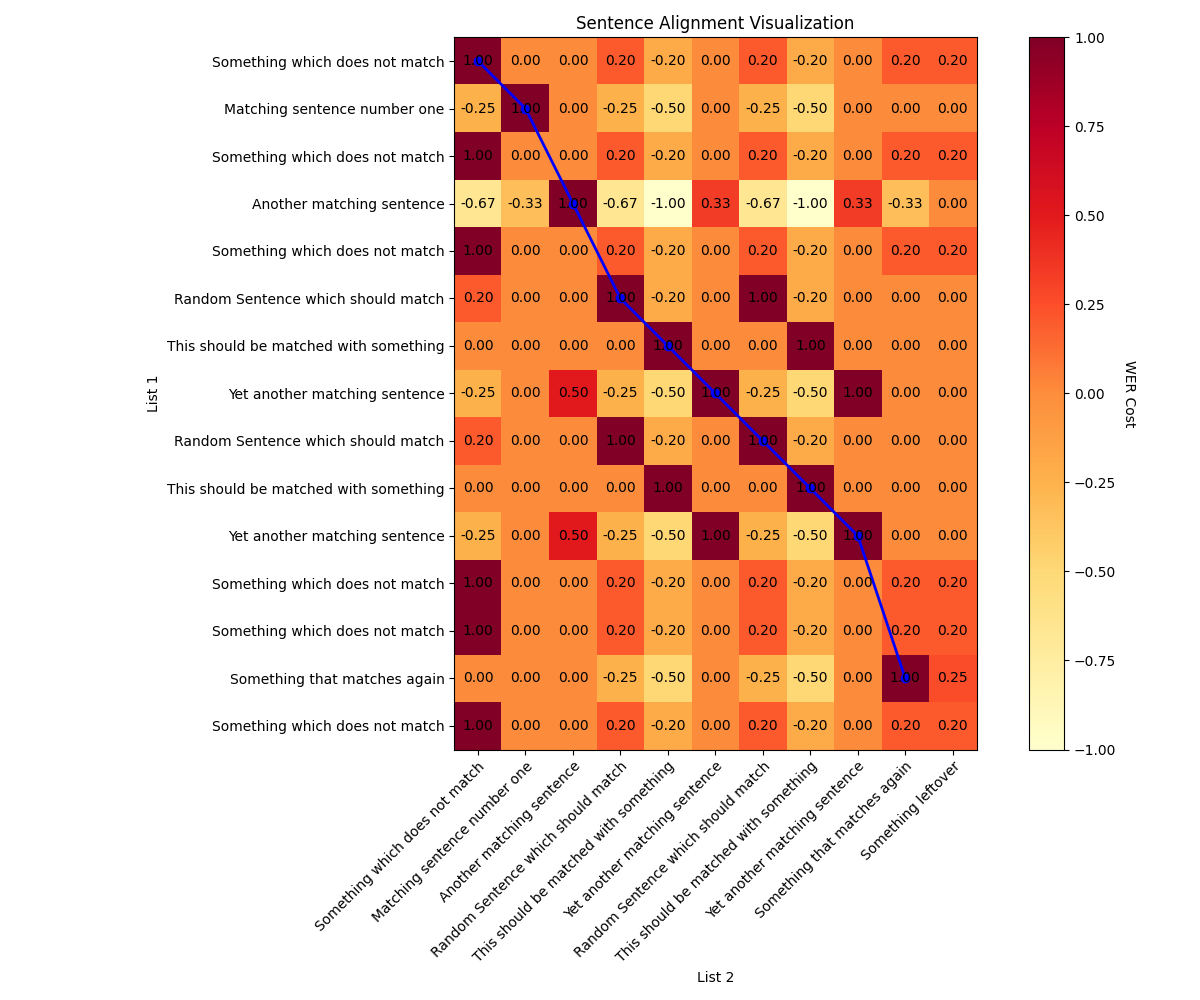 Sentence Alignment Visualization
Something which does not match 1.00 0.00 0.00 0.20 -0.20 0.00 0.20 -0.20 0.00 0.20 0.20
Matching sentence number one -0.25 1.00 0.00 -0.25 -0.50 0.00 -0.25 -0.50 0.00 0.00 0.00
Something which does not match 1.00 0.00 0.00 0.20 -0.20 0.00 0.20 -0.20 0.00 0.20 0.20
Another matching sentence -0.67 -0.33 1.00 -0.67 -1.00 0.33 -0.67 -1.00 0.33 -0.33 0.00
Something which does not match 1.00 0.00 0.00 0.20 -0.20 0.00 0.20 -0.20 0.00 0.20 0.20
Random Sentence which should match 0.20 0.00 0.00 1.00 -0.20 0.00 1.00 -0.20 0.00 0.00 0.00
This should be matched with something 0.00 0.00 0.00 0.00 1.00 0.00 0.00 1.00 0.00 0.00 0.00
Yet another matching sentence -0.25 0.00 0.50 -0.25 -0.50 1.00 -0.25 -0.50 1.00 0.00 0.00
Random Sentence which should match 0.20 0.00 0.00 1.00 -0.20 0.00 1.00 -0.20 0.00 0.00 0.00
This should be matched with something 0.00 0.00 0.00 0.00 1.00 0.00 0.00 1.00 0.00 0.00 0.00
Yet another matching sentence -0.25 0.00 0.50 -0.25 -0.50 1.00 -0.25 -0.50 1.00 0.00 0.00
Something which does not match 1.00 0.00 0.00 0.20 -0.20 0.00 0.20 -0.20 0.00 0.20 0.20
Something which does not match 1.00 0.00 0.00 0.20 -0.20 0.00 0.20 -0.20 0.00 0.20 0.20
Something that matches again 0.00 0.00 0.00 -0.25 -0.50 0.00 -0.25 -0.50 0.00 1.00 0.25
Something which does not match 1.00 0.00 0.00 0.20 -0.20 0.00 0.20 -0.20 0.00 0.20 0.20
List 1
Something which does not match
Matching sentence number one
Another matching sentence
Random Sentence which should match
This should be matched with something
Yet another matching sentence
Random Sentence which should match
This should be matched with something
Yet another matching sentence
Something that matches again
Something leftover
List 2
1.00
0.75
0.50
0.25
0.00
−0.25
−0.50
−0.75
−1.00
WER Cost